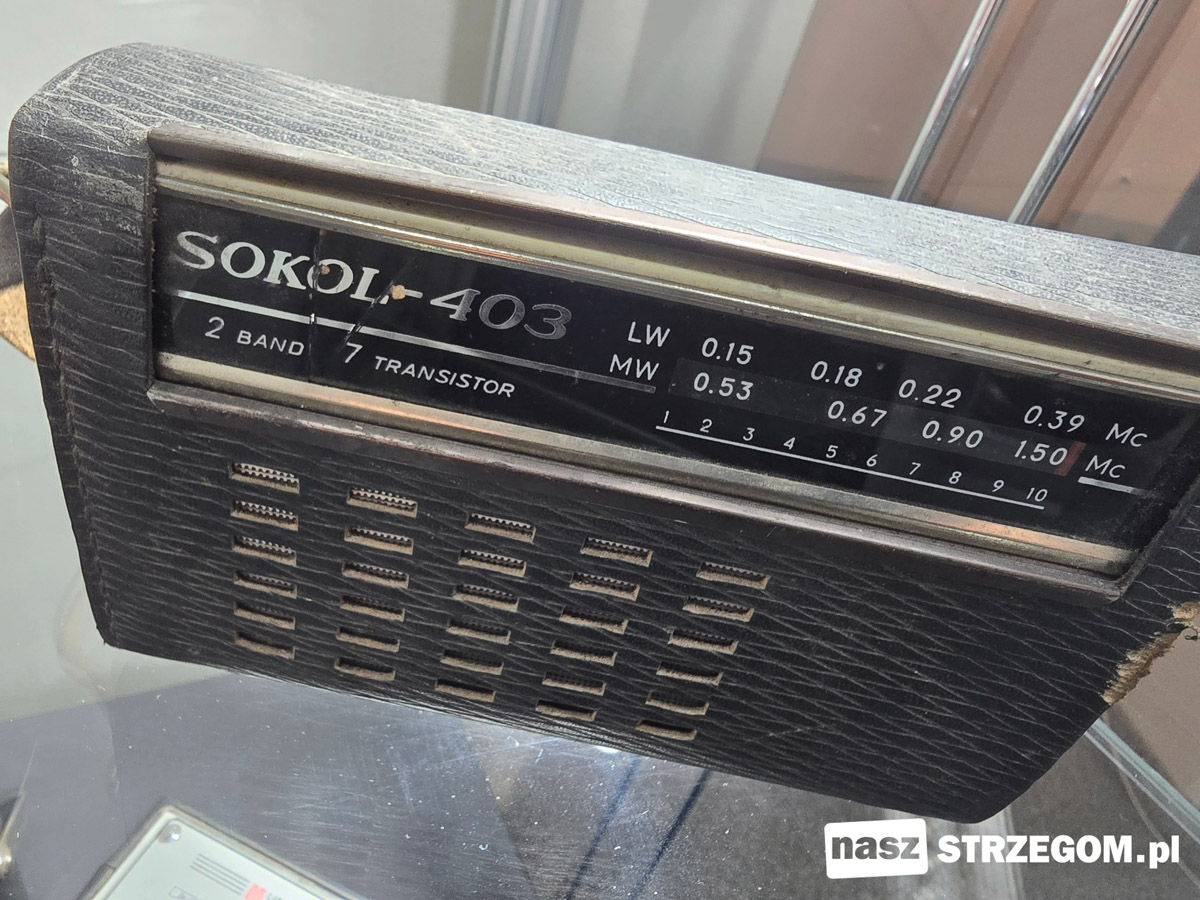 SOKOL-403
2 BAND 7 TRANSISTOR
LW 0.15 0.18 0.22 0.39 Mc
MW 0.53 0.67 0.90 1.50 Mc
1 2 3 4 5 6 7 8 9 10
nasz STRZEGOM.pl